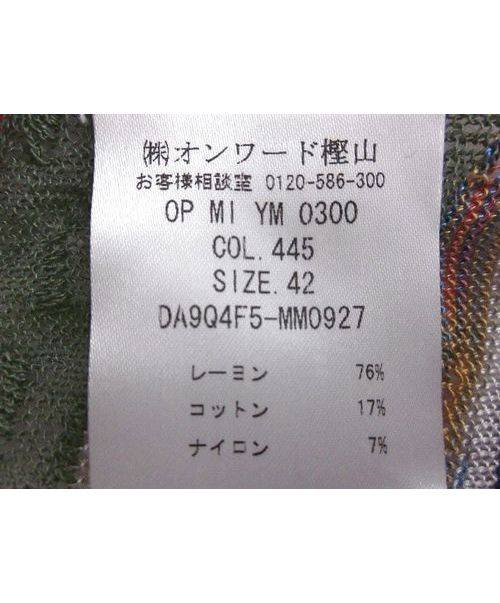 ㈱オンワード樫山
お客様相談室 0120-586-300
OP MI YM 0300
COL. 445
SIZE. 42
DA9Q4F5-MM0927
レーヨン 76%
コットン 17%
ナイロン 7%